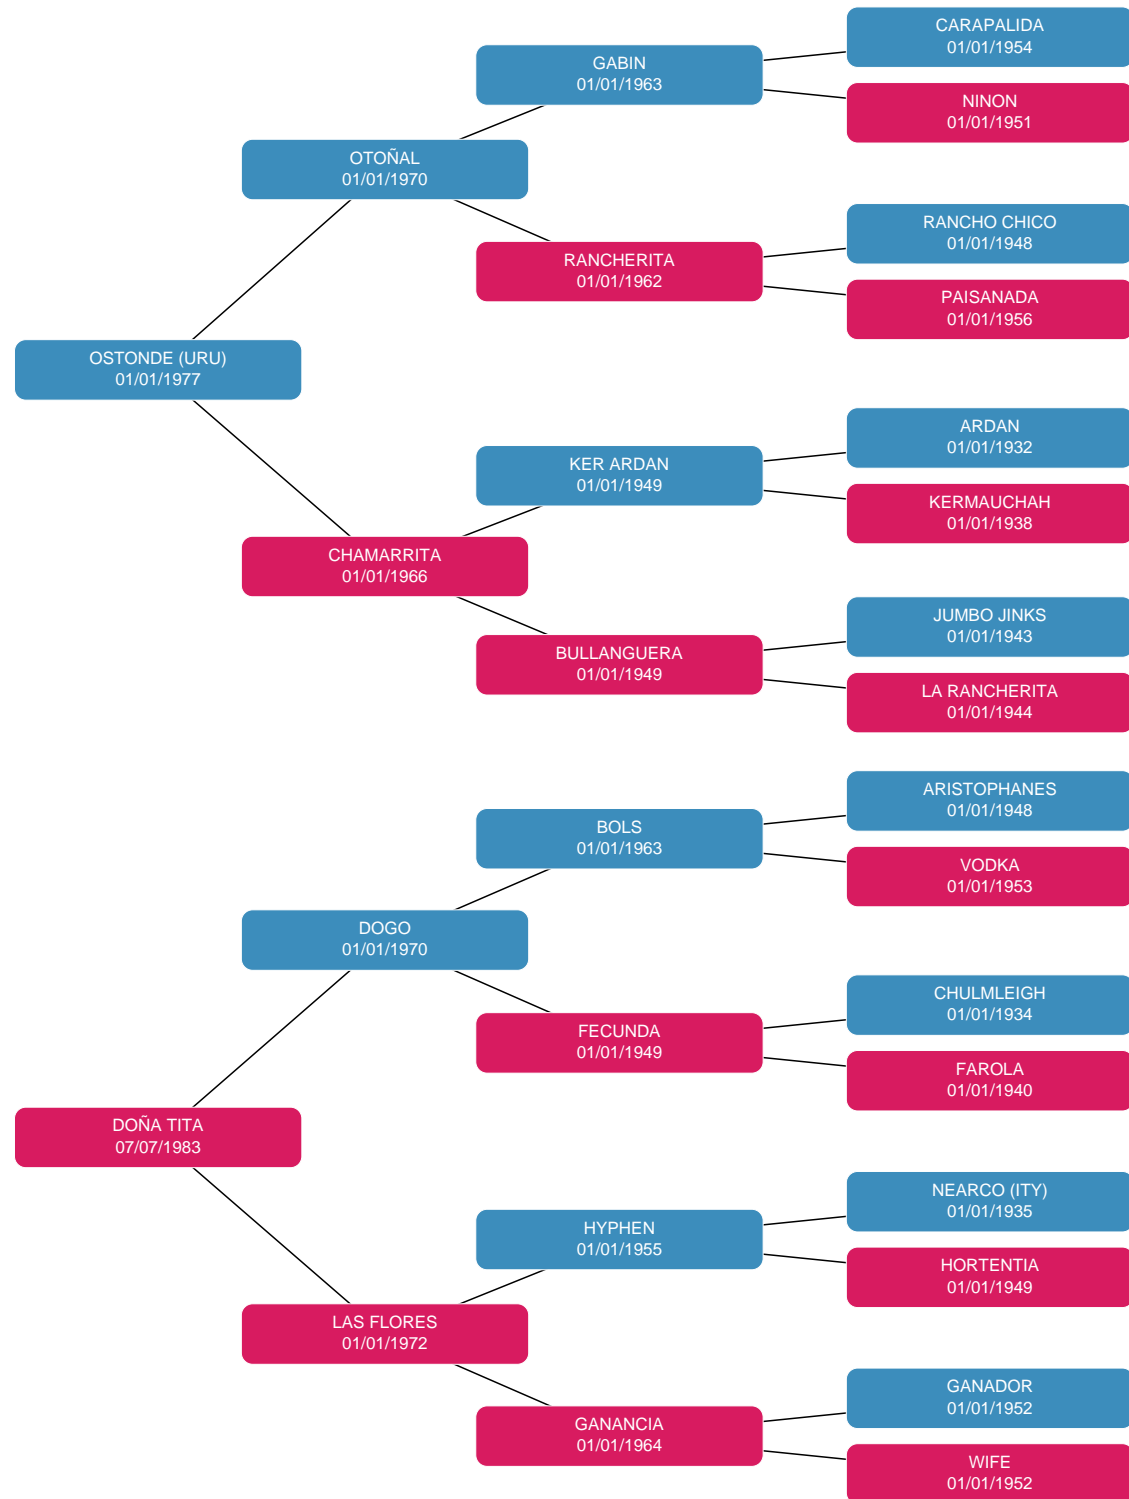 CARAPALIDA
01/01/1954
GABIN
01/01/1963
NINON
01/01/1951
OTOÑAL
01/01/1970
RANCHO CHICO
01/01/1948
RANCHERITA
01/01/1962
PAISANADA
01/01/1956
OSTONDE (URU)
01/01/1977
ARDAN
01/01/1932
KER ARDAN
01/01/1949
KERMAUCHAH
01/01/1938
CHAMARRITA
01/01/1966
JUMBO JINKS
01/01/1943
BULLANGUERA
01/01/1949
LA RANCHERITA
01/01/1944
ARISTOPHANES
01/01/1948
BOLS
01/01/1963
VODKA
01/01/1953
DOGO
01/01/1970
CHULMLEIGH
01/01/1934
FECUNDA
01/01/1949
FAROLA
01/01/1940
DOÑA TITA
07/07/1983
NEARCO (ITY)
01/01/1935
HYPHEN
01/01/1955
HORTENTIA
01/01/1949
LAS FLORES
01/01/1972
GANADOR
01/01/1952
GANANCIA
01/01/1964
WIFE
01/01/1952